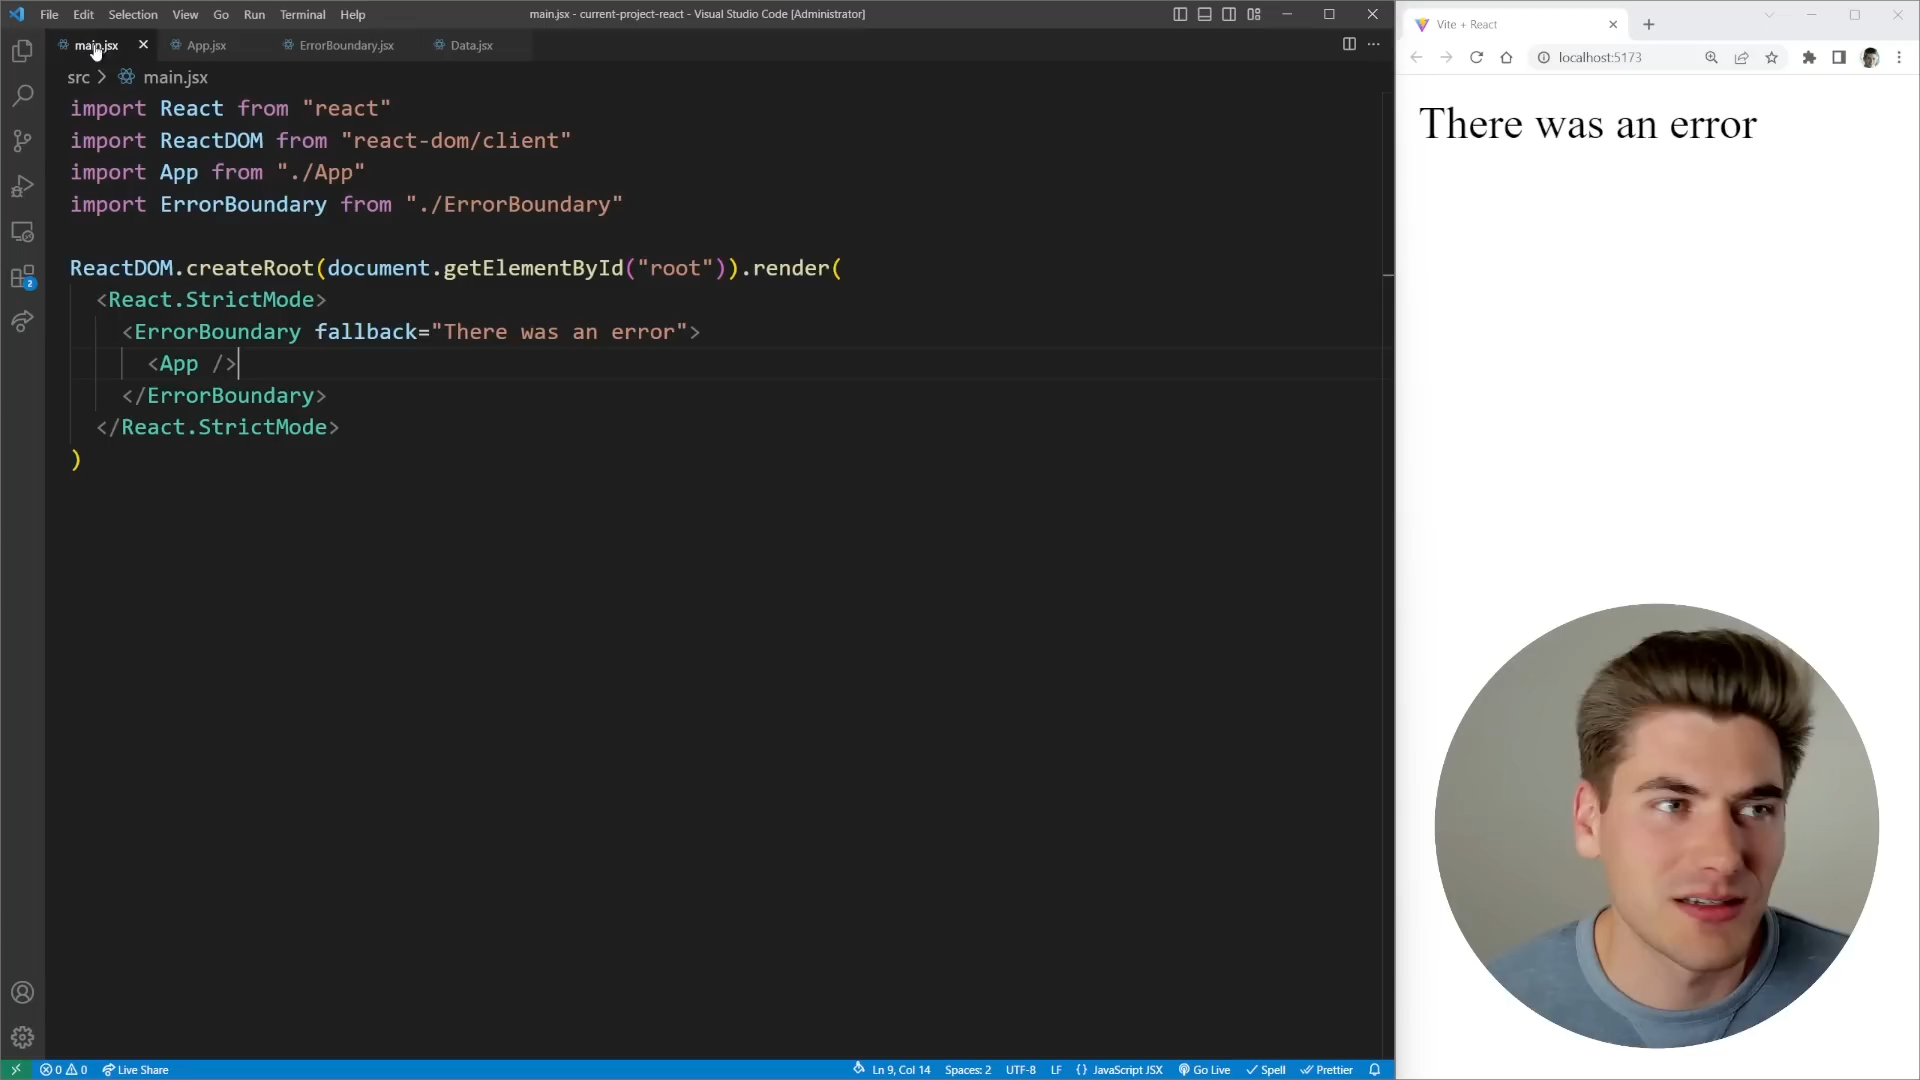 File Edit Selection View Go Run Terminal Help
main.jsx - current-project-react - Visual Studio Code [Administrator]
main.jsx App.jsx ErrorBoundary.jsx Data.jsx
src > main.jsx
import React from "react"
import ReactDOM from "react-dom/client"
import App from "./App"
import ErrorBoundary from "./ErrorBoundary"
ReactDOM.createRoot(document.getElementById("root")).render(
<React.StrictMode>
<ErrorBoundary fallback="There was an error">
<App />
</ErrorBoundary>
</React.StrictMode>
)
2
0 0 Live Share
Ln 9, Col 14 Spaces: 2 UTF-8 LF {} JavaScript JSX Go Live Spell Prettier
Vite + React
localhost:5173
There was an error